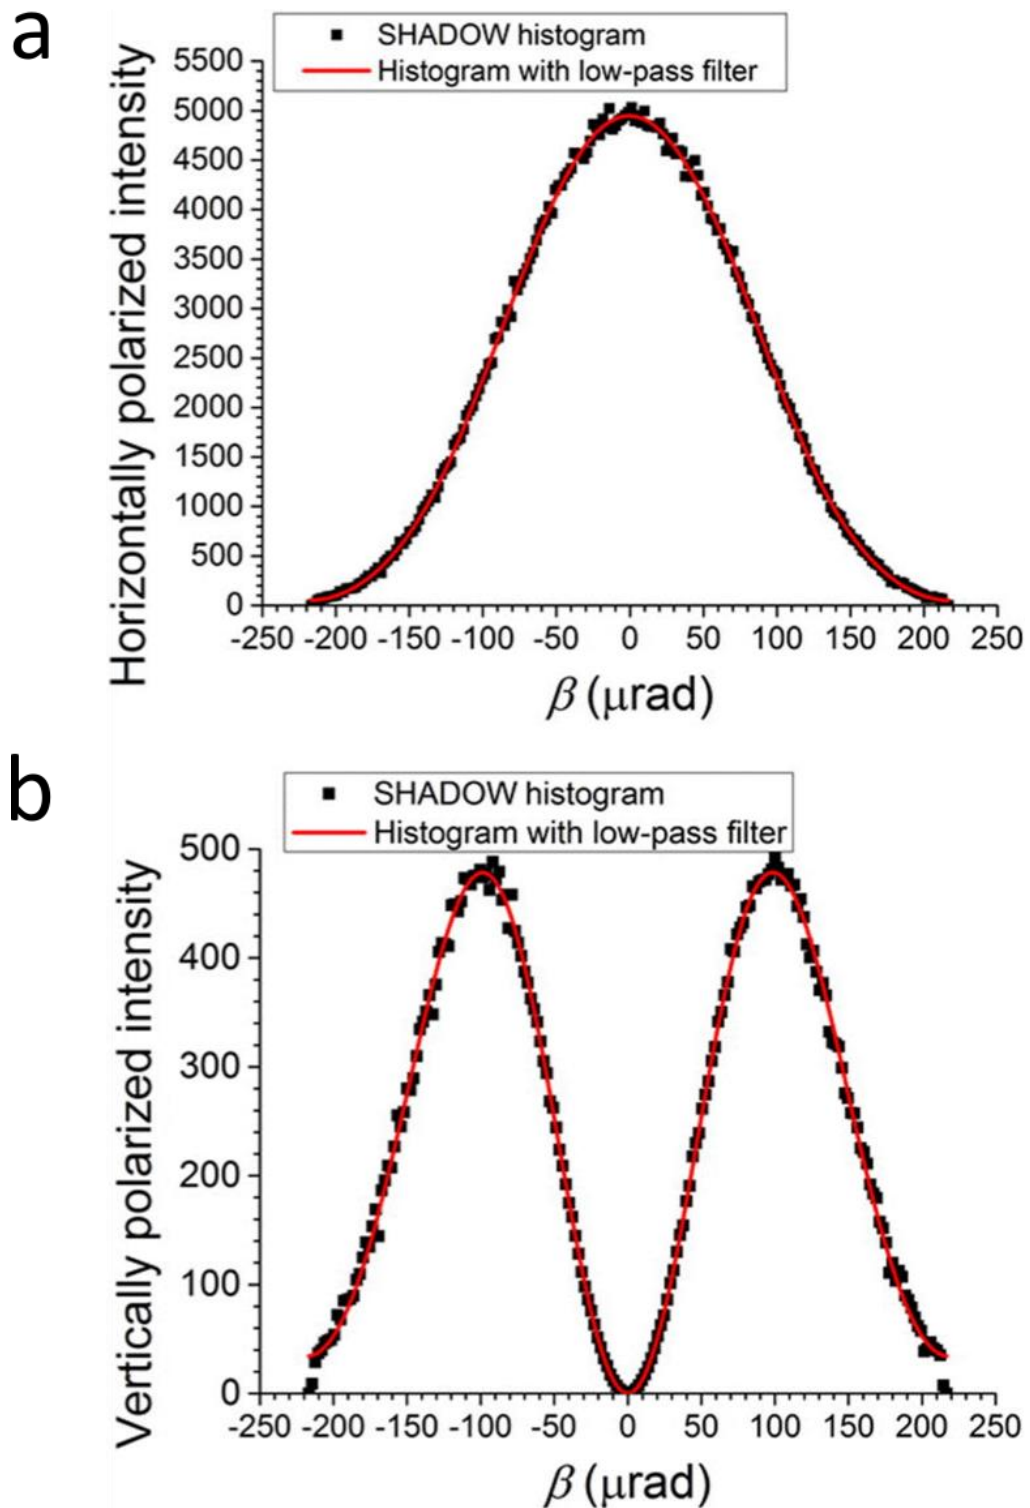 a
SHADOW histogram
Histogram with low-pass filter
Horizontally polarized intensity
5500
5000
4500
4000
3500
3000
2500
2000
1500
1000
500
0
-250 -200 -150 -100 -50 0 50 100 150 200 250
β (μrad)
b
SHADOW histogram
Histogram with low-pass filter
Vertically polarized intensity
500
400
300
200
100
0
-250 -200 -150 -100 -50 0 50 100 150 200 250
β (μrad)